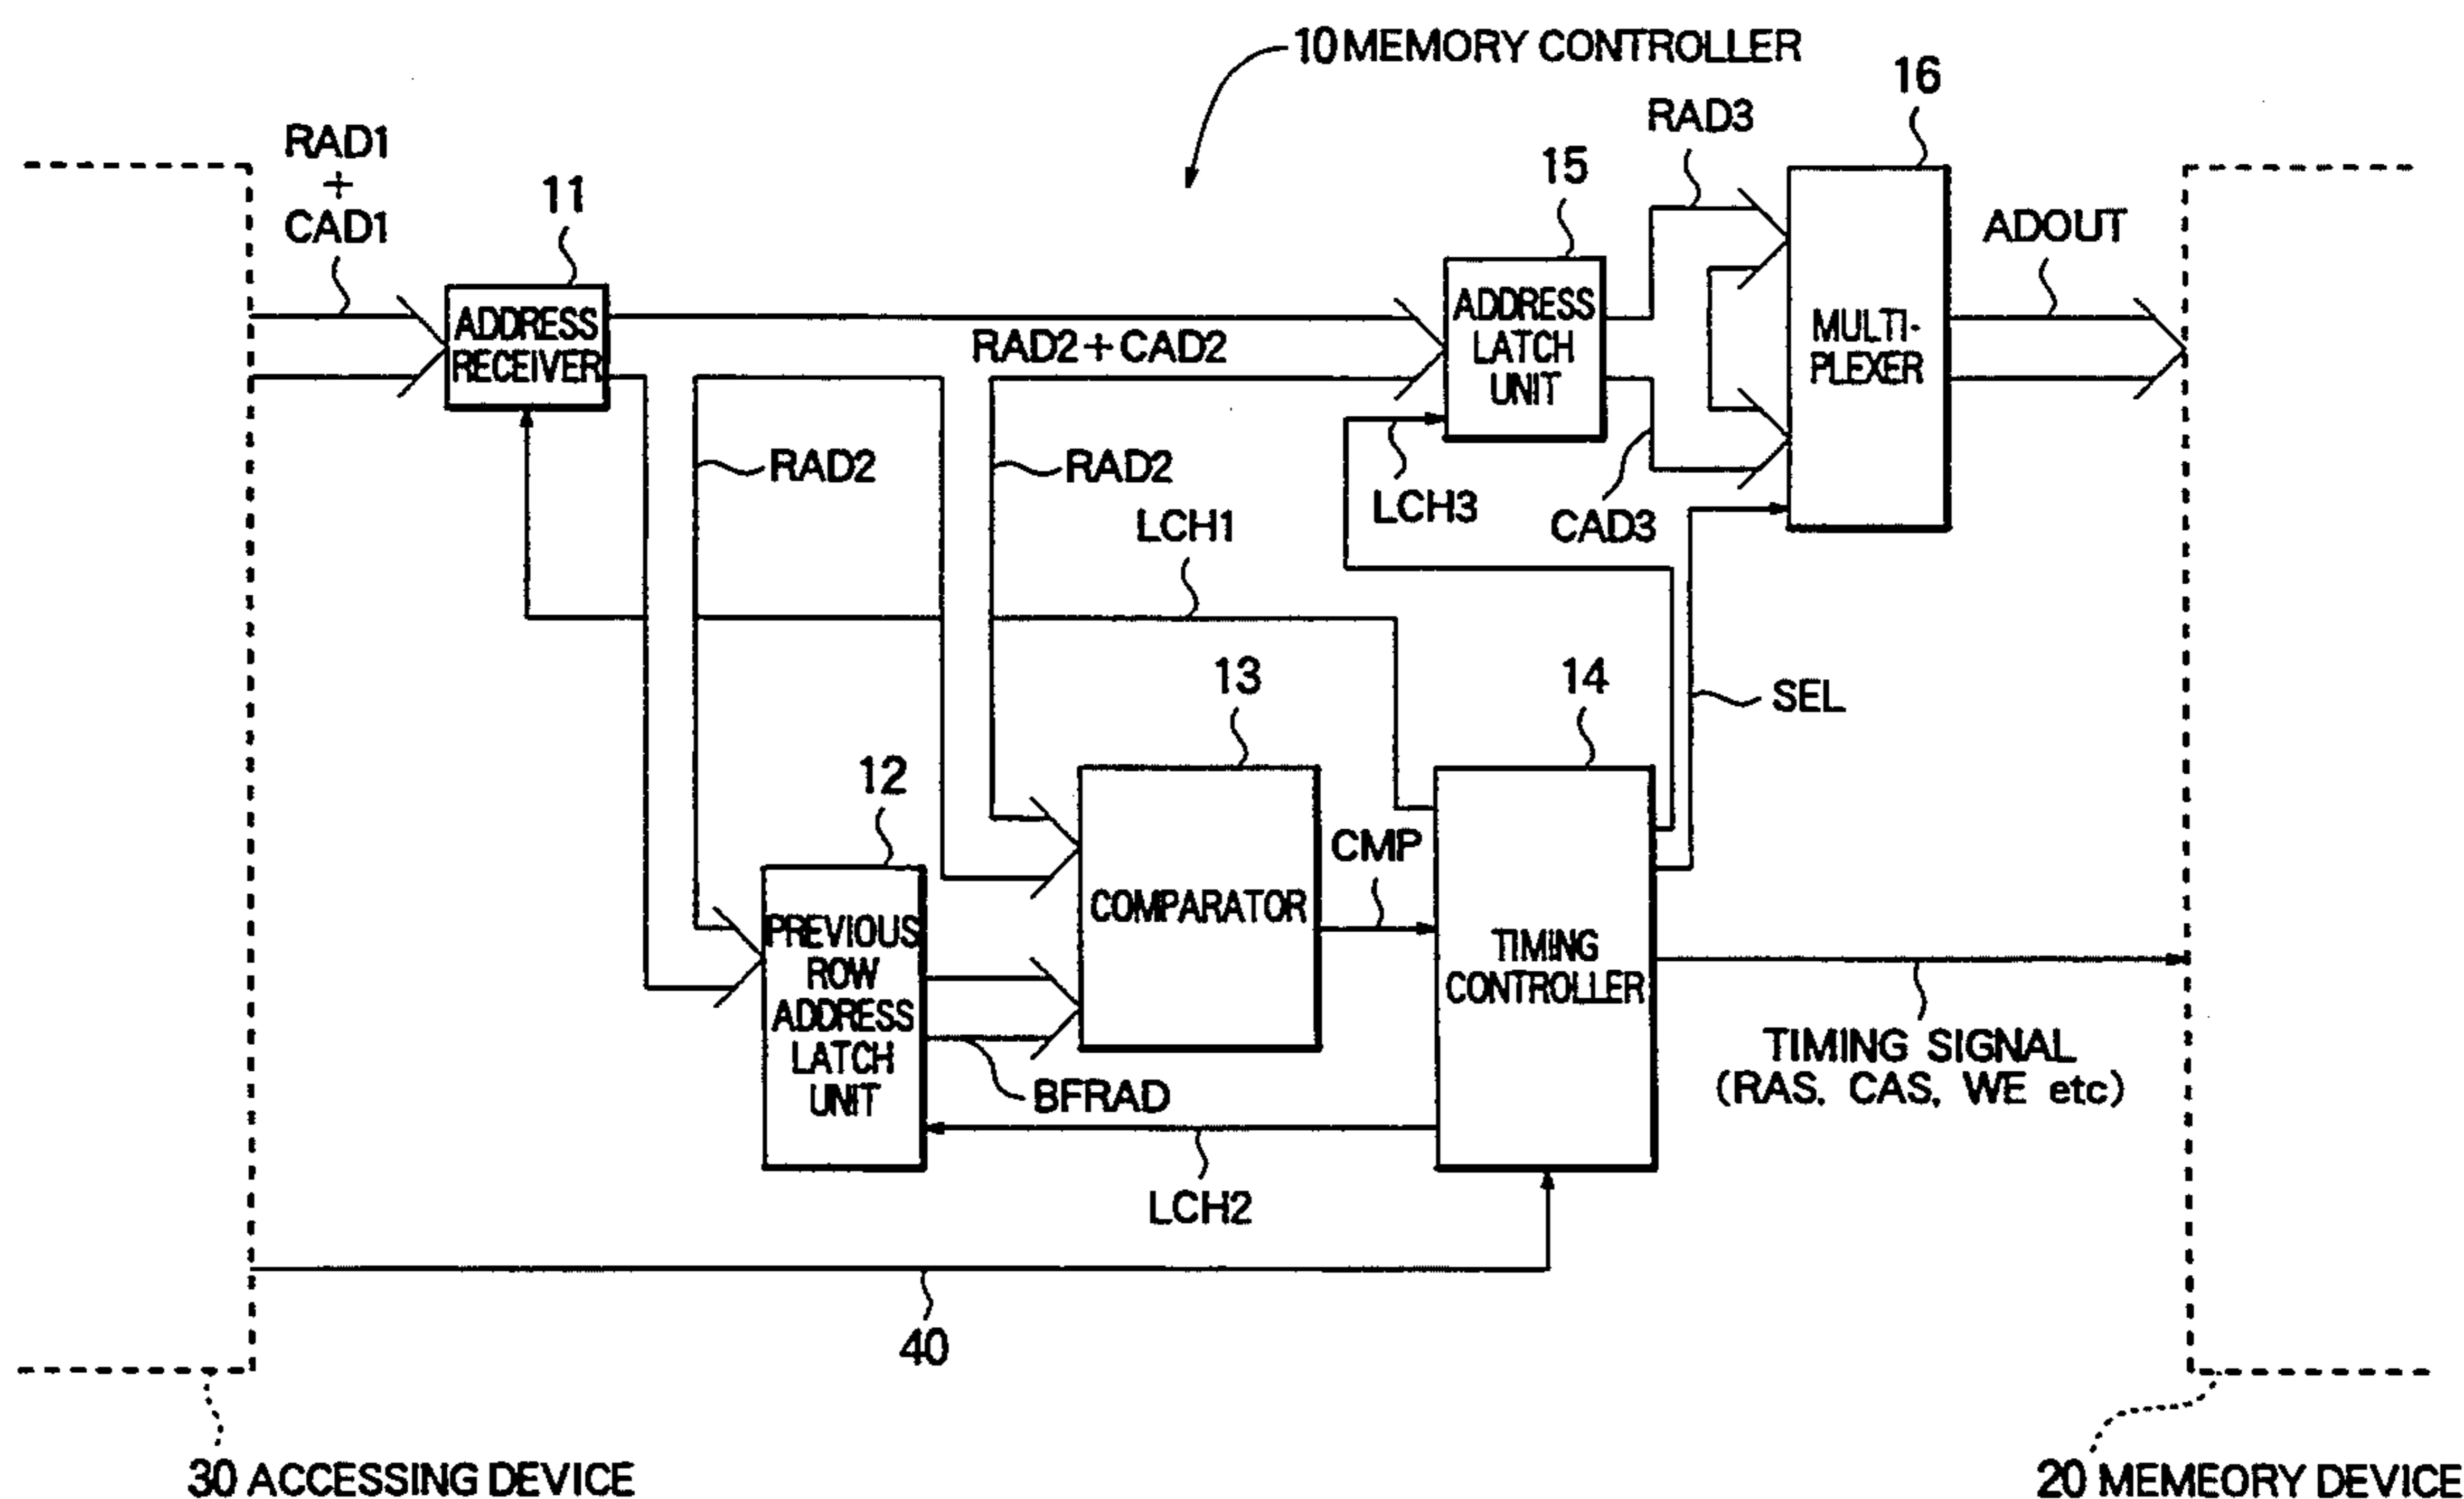 10 MEMORY CONTROLLER
16
RAD3
RAD1
+
CAD1
15
11
ADOUT
ADDRESS
RECEIVER
ADDRESS
LATCH
UNIT
MULTI-
PLEXER
RAD2+CAD2
RAD2
RAD2
LCH3
CAD3
LCH1
13
14
SEL
12
CMP
COMPARATOR
PREVIOUS
ROW
ADDRESS
LATCH
UNIT
TIMING
CONTROLLER
TIMING SIGNAL
(RAS, CAS, WE etc)
BFRAD
LCH2
40
30 ACCESSING DEVICE
20 MEMEORY DEVICE